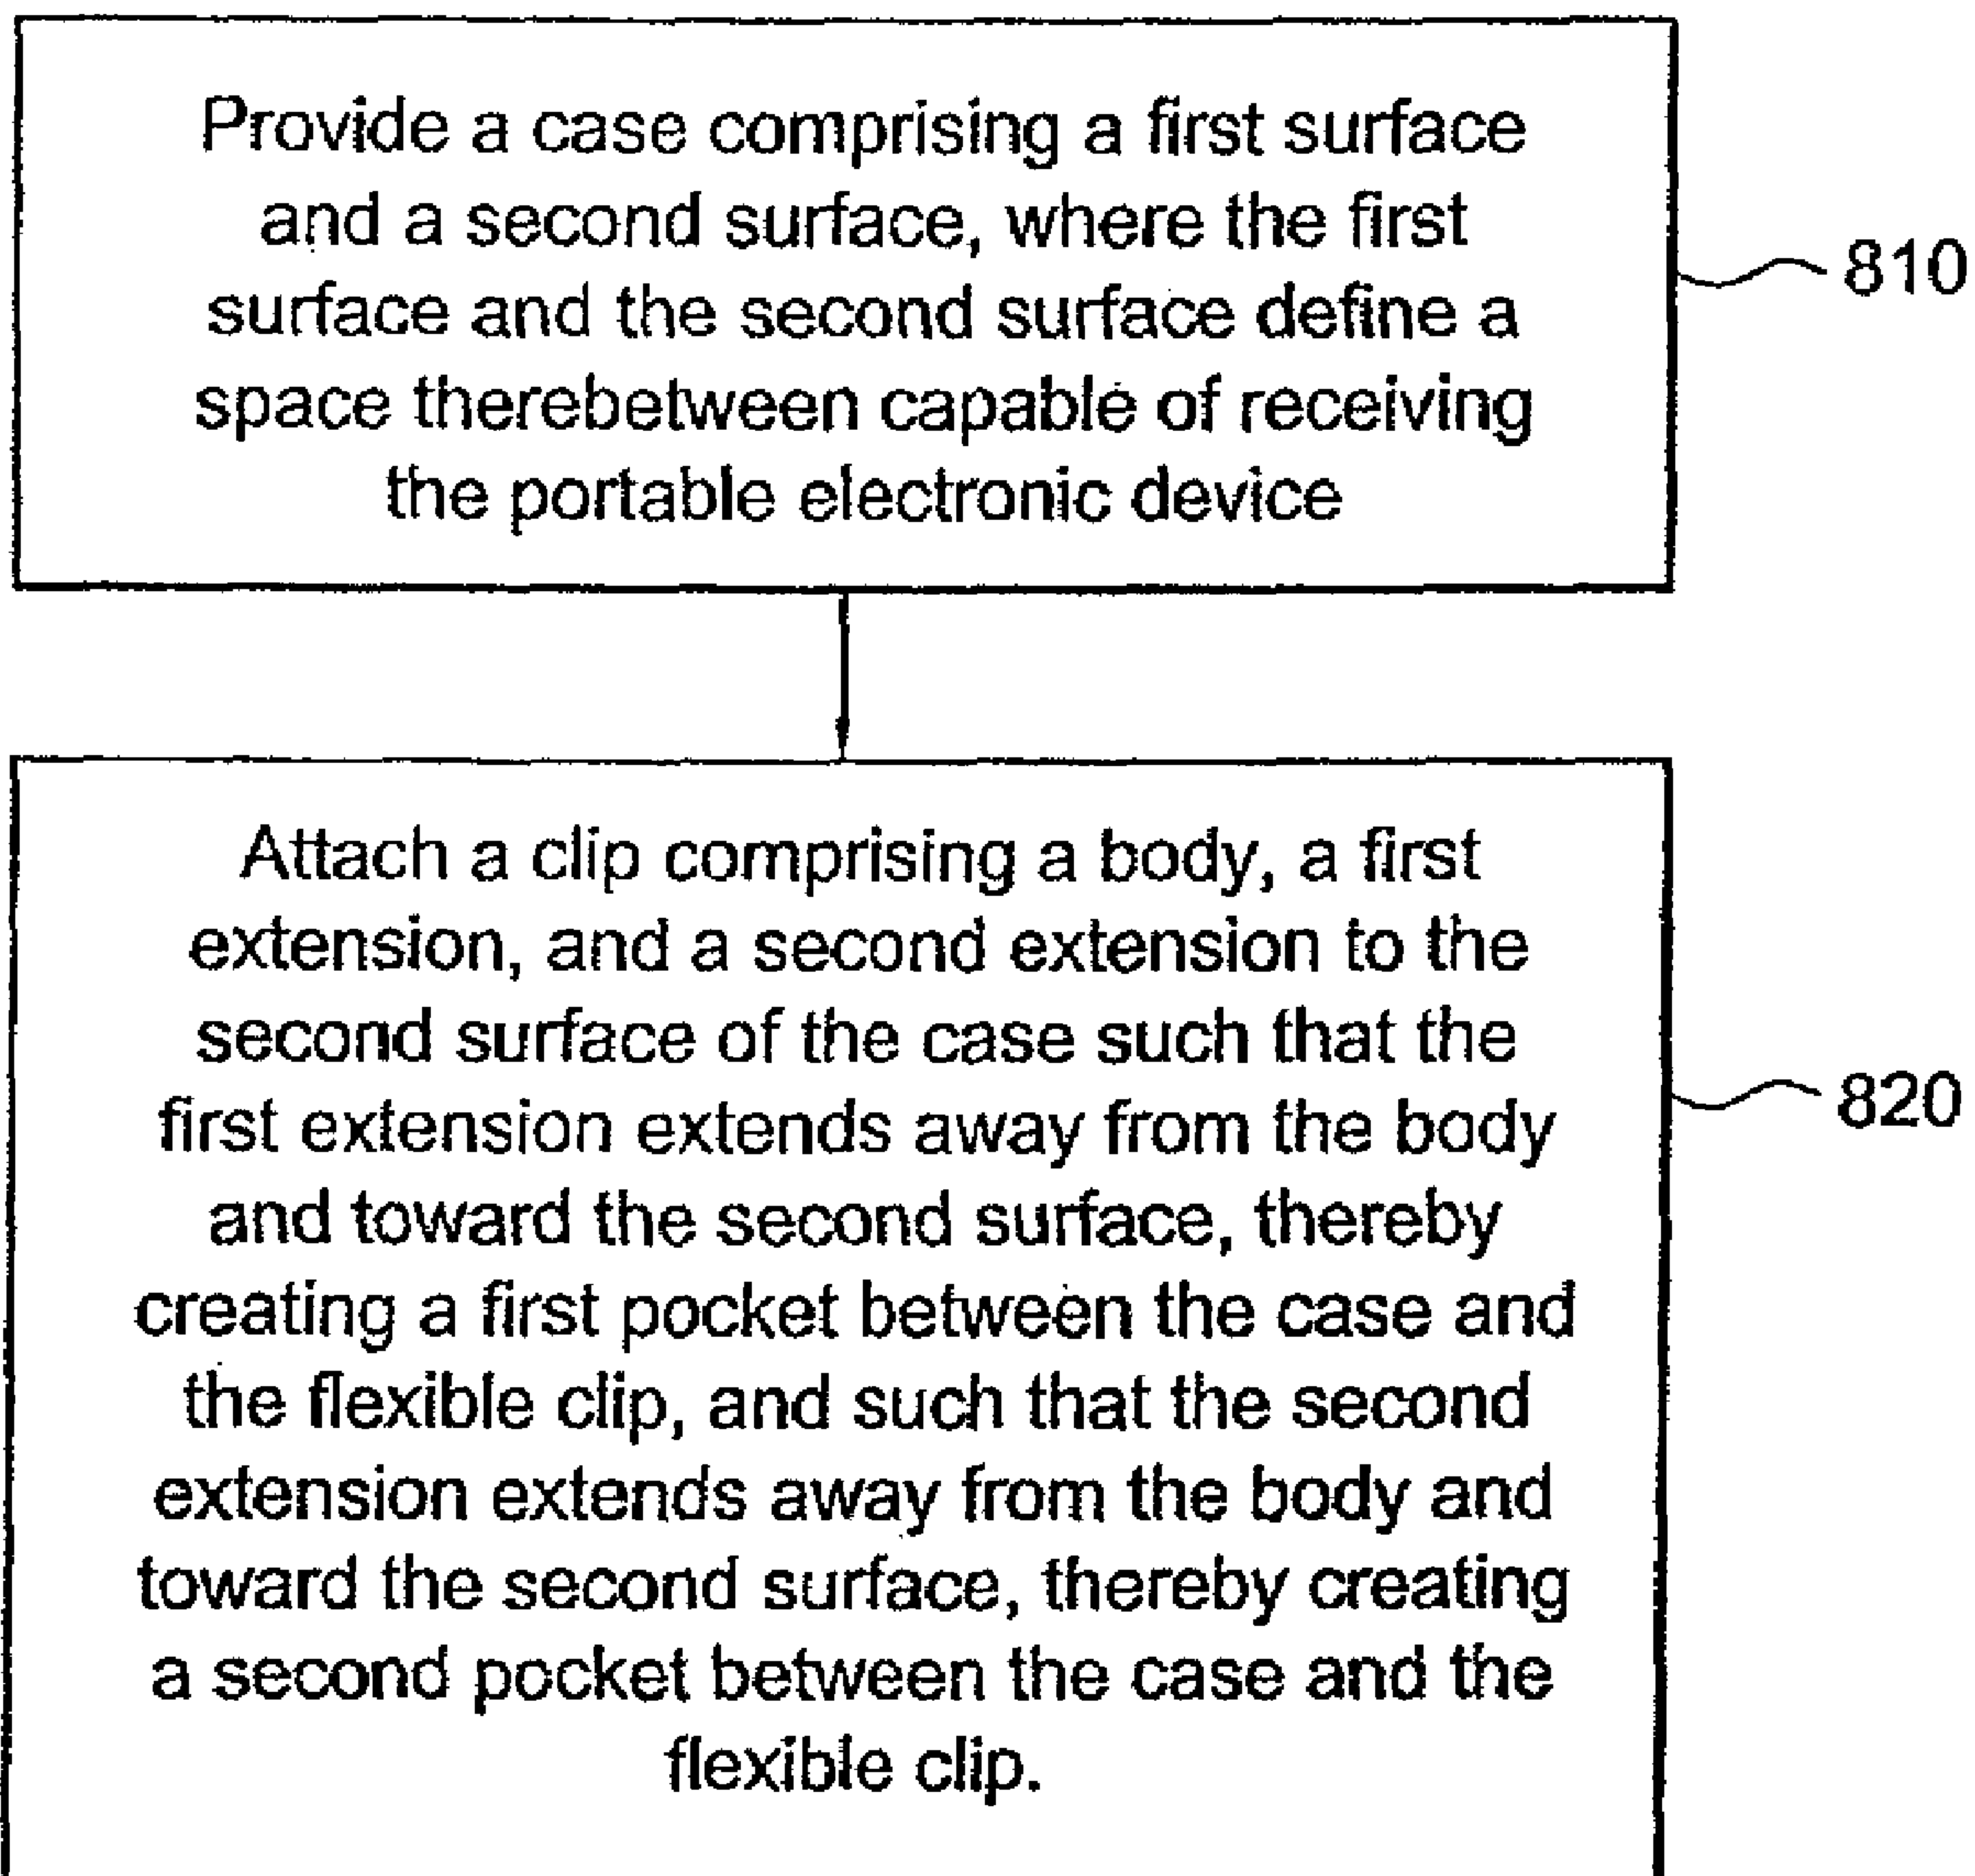 Provide a case comprising a first surface
and a second surface, where the first
surface and the second surface define a
space therebetween capable of receiving
the portable electronic device
810
Attach a clip comprising a body, a first
extension, and a second extension to the
second surface of the case such that the
first extension extends away from the body
and toward the second surface, thereby
creating a first pocket between the case and
the flexible clip, and such that the second
extension extends away from the body and
toward the second surface, thereby creating
a second pocket between the case and the
flexible clip.
820